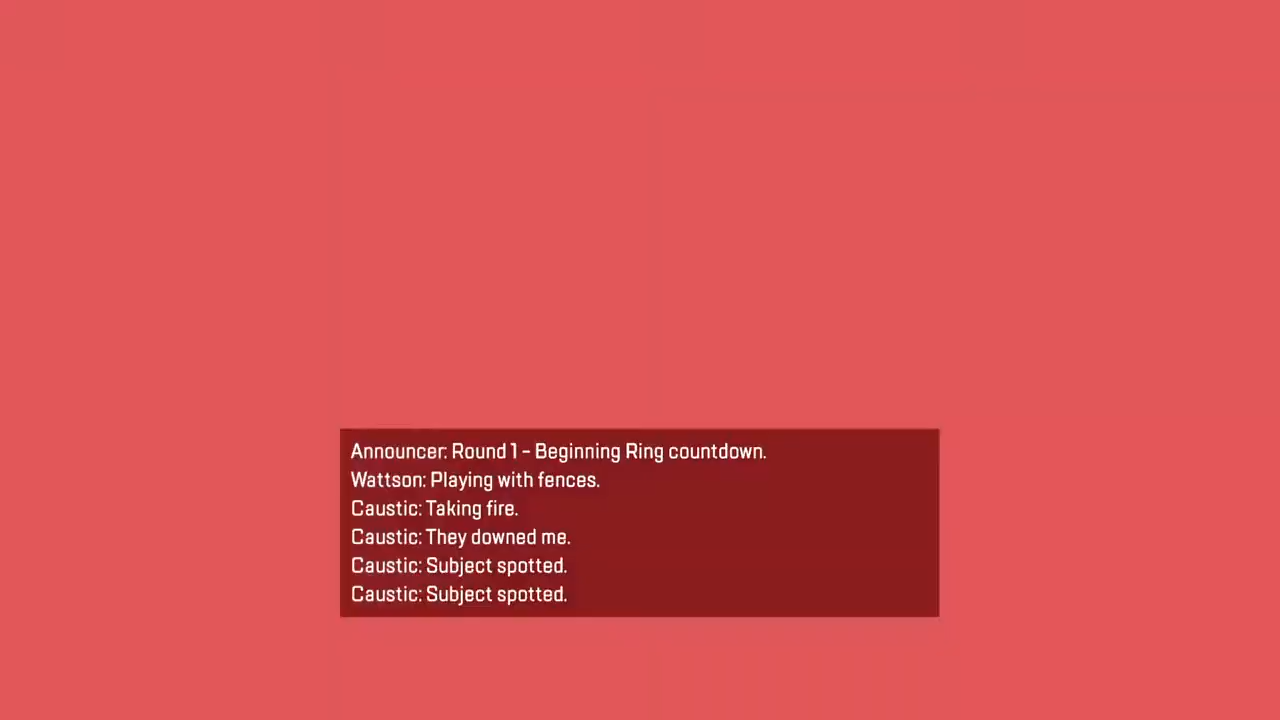 Announcer: Round 1 - Beginning Ring countdown.
Wattson: Playing with fences.
Caustic: Taking fire.
Caustic: They downed me.
Caustic: Subject spotted.
Caustic: Subject spotted.